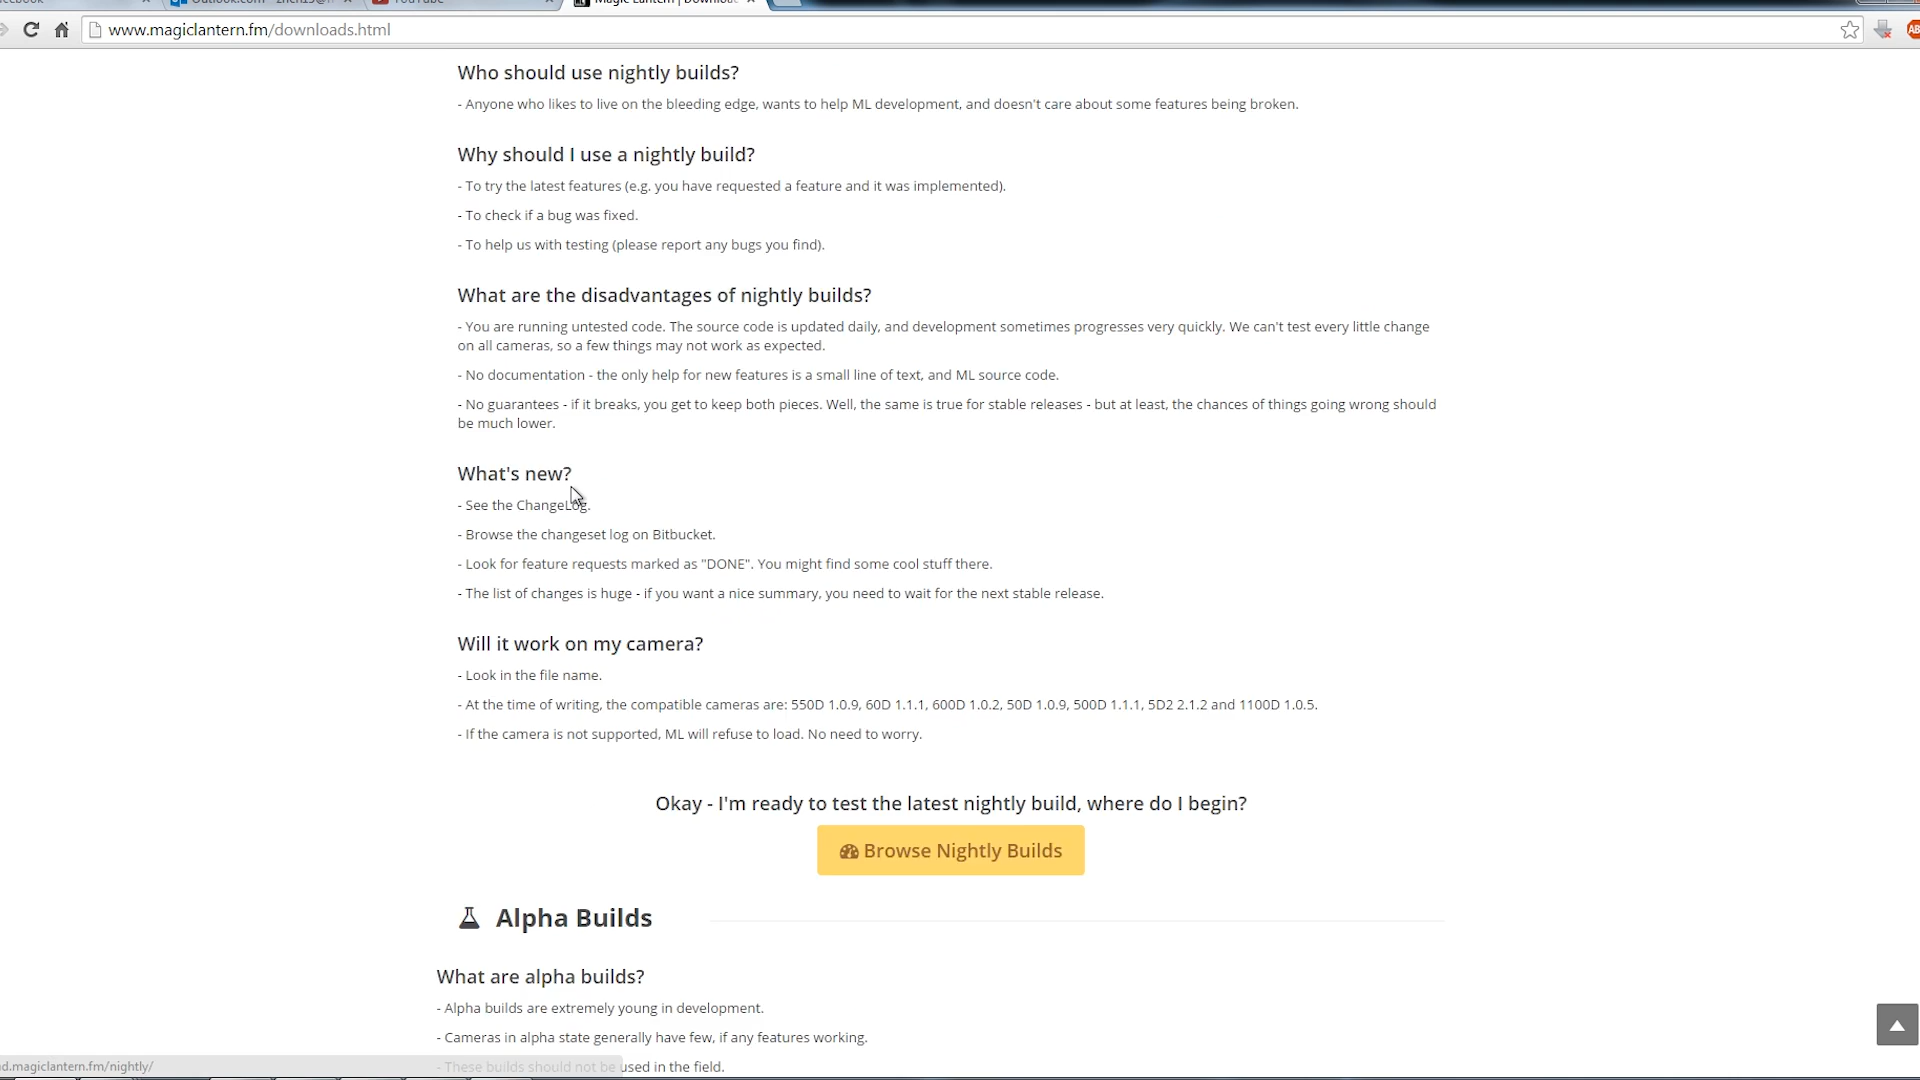 Outlook.com
YouTube
Magic Lantern | Downloa
www.magiclantern.fm/downloads.html
Who should use nightly builds?
- Anyone who likes to live on the bleeding edge, wants to help ML development, and doesn't care about some features being broken.
Why should I use a nightly build?
- To try the latest features (e.g. you have requested a feature and it was implemented).
- To check if a bug was fixed.
- To help us with testing (please report any bugs you find).
What are the disadvantages of nightly builds?
- You are running untested code. The source code is updated daily, and development sometimes progresses very quickly. We can't test every little change
on all cameras, so a few things may not work as expected.
- No documentation - the only help for new features is a small line of text, and ML source code.
- No guarantees - if it breaks, you get to keep both pieces. Well, the same is true for stable releases - but at least, the chances of things going wrong should
be much lower.
What's new?
- See the ChangeLog.
- Browse the changeset log on Bitbucket.
- Look for feature requests marked as "DONE". You might find some cool stuff there.
- The list of changes is huge - if you want a nice summary, you need to wait for the next stable release.
Will it work on my camera?
- Look in the file name.
- At the time of writing, the compatible cameras are: 550D 1.0.9, 60D 1.1.1, 600D 1.0.2, 50D 1.0.9, 500D 1.1.1, 5D2 2.1.2 and 1100D 1.0.5.
- If the camera is not supported, ML will refuse to load. No need to worry.
Okay - I'm ready to test the latest nightly build, where do I begin?
Browse Nightly Builds
Alpha Builds
What are alpha builds?
- Alpha builds are extremely young in development.
- Cameras in alpha state generally have few, if any features working.
- These builds should not be used in the field.
d.magiclantern.fm/nightly/